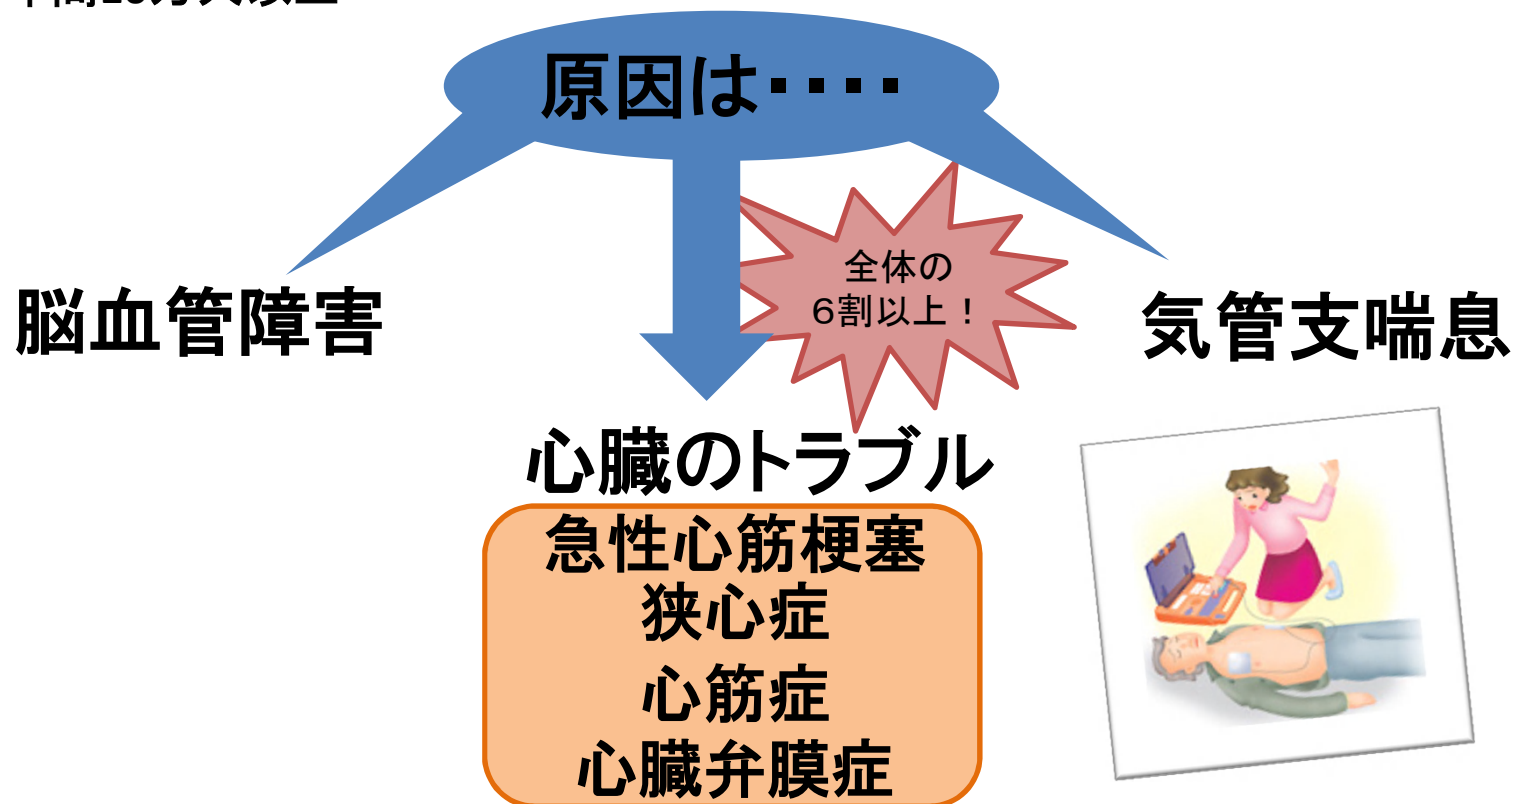 原因は････
全体の
６割以上！
脳血管障害
気管支喘息
心臓のトラブル
急性心筋梗塞
狭心症
心筋症
心臓弁膜症